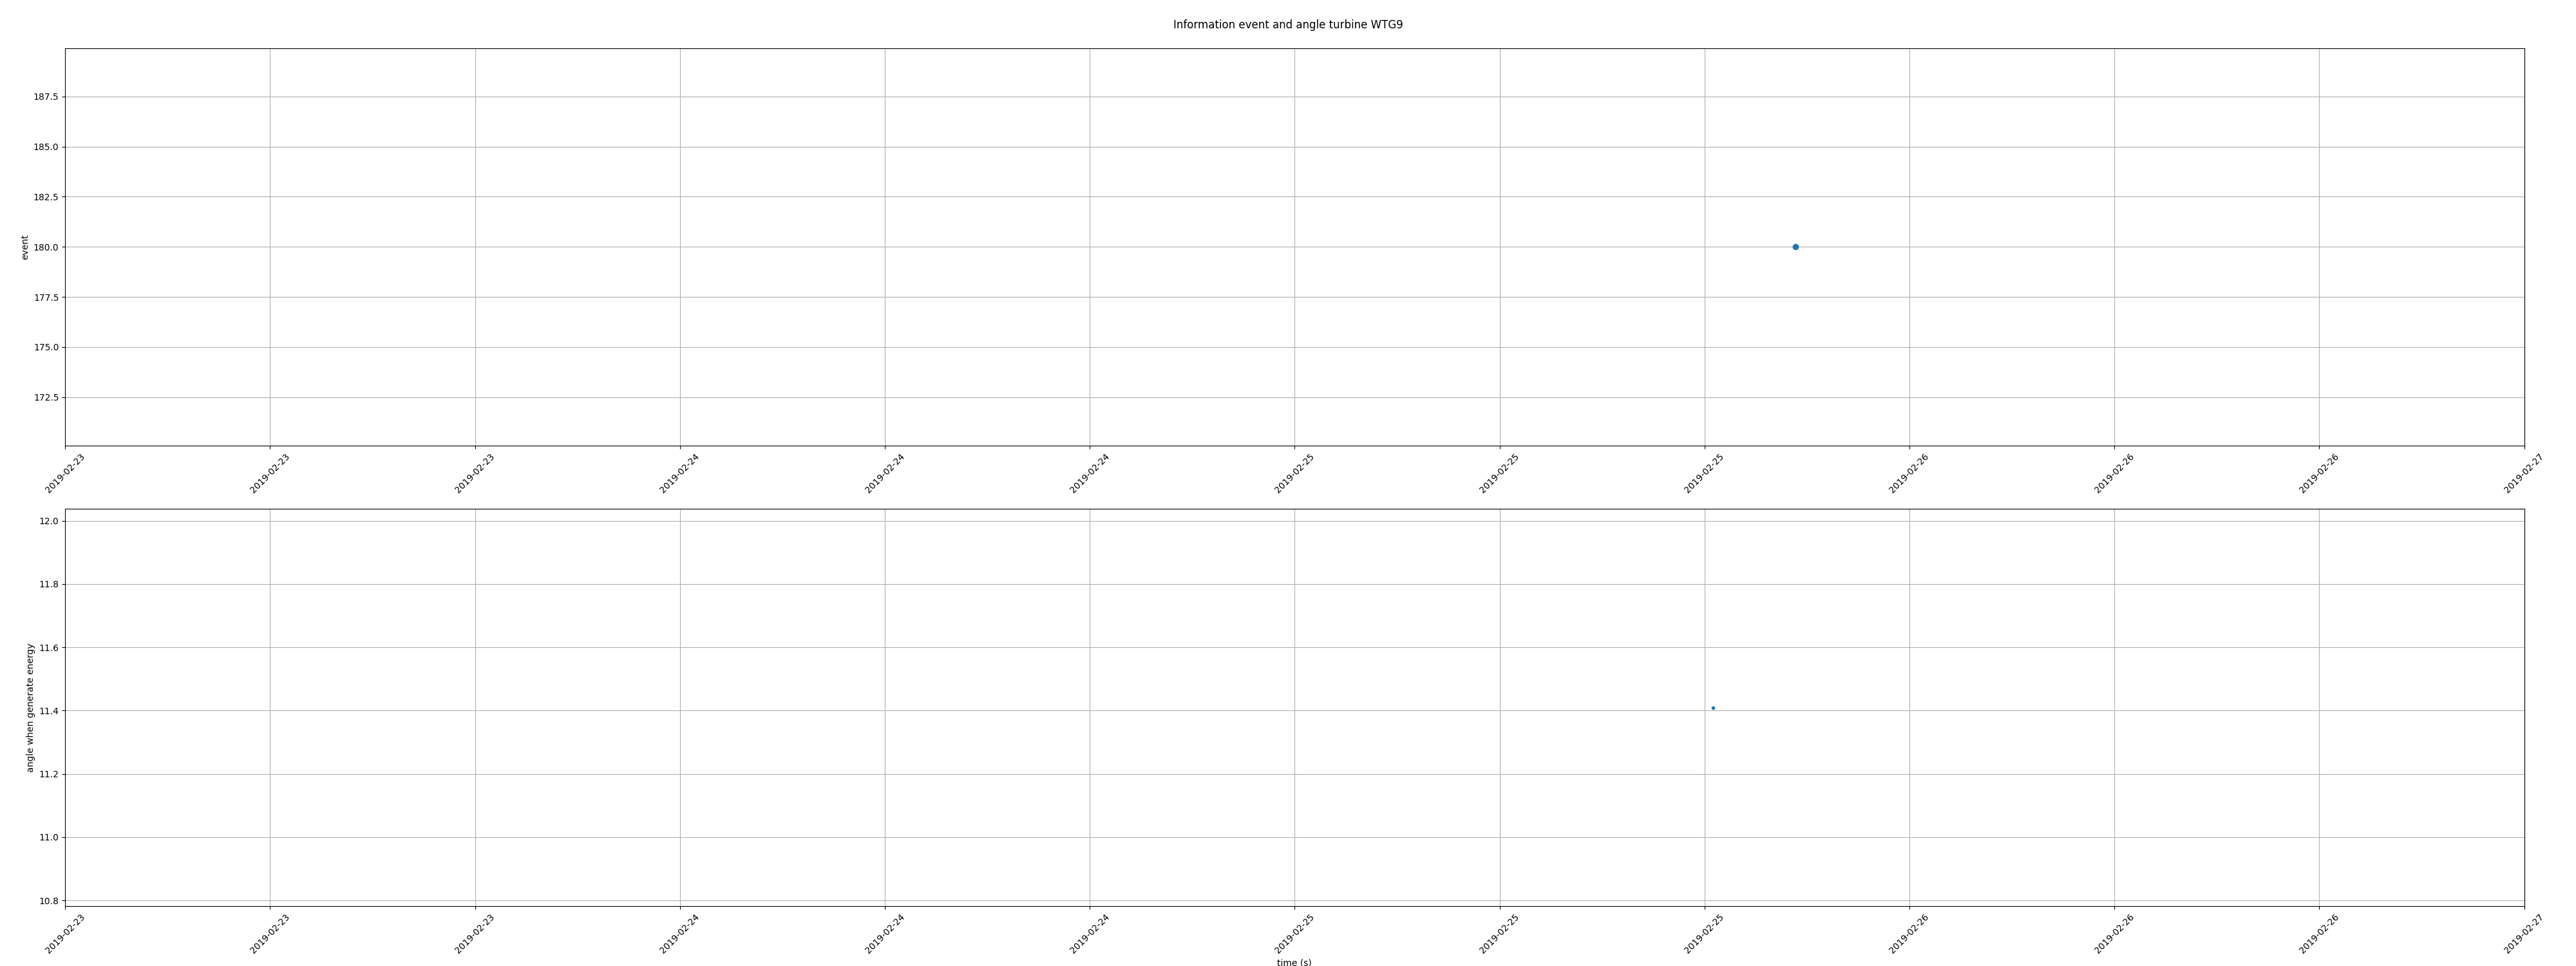 Information event and angle turbine WTG9
187.5
185.0
182.5
180.0
177.5
175.0
172.5
event
2019-02-23 2019-02-23 2019-02-23 2019-02-24 2019-02-24 2019-02-24 2019-02-25 2019-02-25 2019-02-25 2019-02-26 2019-02-26 2019-02-26 2019-02-27
12.0
11.8
11.6
11.4
11.2
11.0
10.8
angle when generate energy
2019-02-23 2019-02-23 2019-02-23 2019-02-24 2019-02-24 2019-02-24 2019-02-25 2019-02-25 2019-02-25 2019-02-26 2019-02-26 2019-02-26 2019-02-27
time (s)